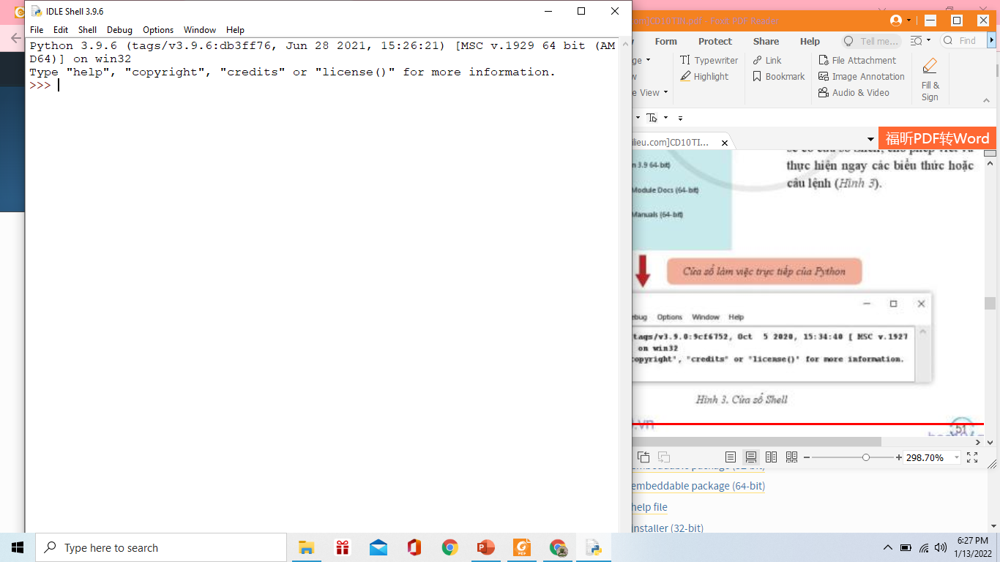 IDLE Shell 3.9.6
File Edit Shell Debug Options Window Help
Python 3.9.6 (tags/v3.9.6:db3ff76, Jun 28 2021, 15:26:21) [MSC v.1929 64 bit (AM
D64)] on win32
Type "help", "copyright", "credits" or "license()" for more information.
>>>
om]CD10TIN.pdf - Foxit PDF Reader
Form Protect Share Help Tell me... Find
Typewriter Link File Attachment
Highlight Bookmark Image Annotation
e View Audio & Video
Fill &
Sign
ilieu.com]CD10TI...
福昕PDF转Word
thực hiện ngay các biểu thức hoặc
câu lệnh (Hình 3).
n 3.9 64-bit)
Module Docs (64-bit)
Manuals (64-bit)
Cửa sổ làm việc trực tiếp của Python
ebug Options Window Help
tags/v3.9.0:9cf6752, Oct 5 2020, 15:34:40 [ MSC v.1927
on win32
copyright", "credits" or "license()" for more information.
Hình 3. Cửa sổ Shell
.vn
51
298.70%
embeddable package (64-bit)
help file
installer (32-bit)
Type here to search
6:27 PM
1/13/2022